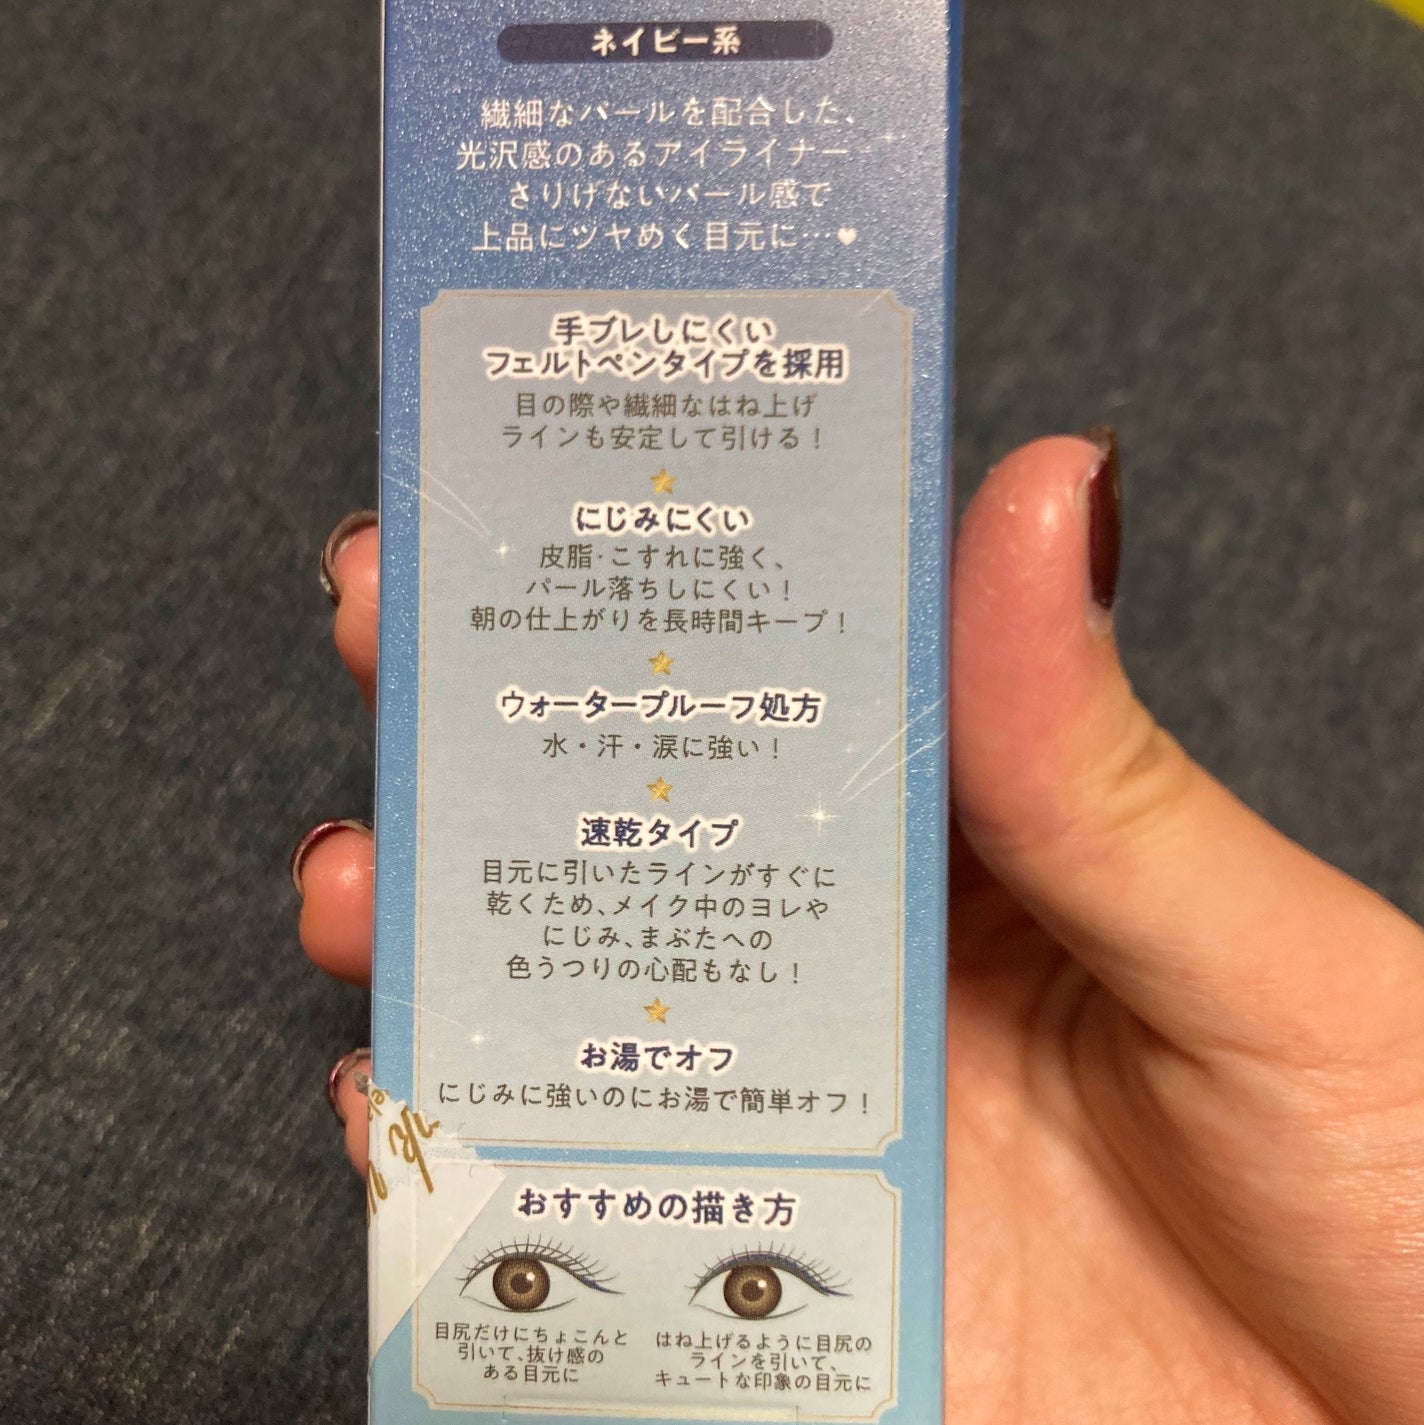 ネイビー系
繊細なパールを配合した、
光沢感のあるアイライナー
さりげないパール感で
上品にツヤめく目元に…♥
手ブレしにくい
フェルトペンタイプを採用
目の際や繊細なはね上げ
ラインも安定して引ける！
にじみにくい
皮脂・こすれに強く、
パール落ちしにくい！
朝の仕上がりを長時間キープ！
ウォータープルーフ処方
水・汗・涙に強い！
速乾タイプ
目元に引いたラインがすぐに
乾くため、メイク中のヨレや
にじみ、まぶたへの
色うつりの心配もなし！
お湯でオフ
にじみに強いのにお湯で簡単オフ！
おすすめの描き方
目尻だけにちょこんと
引いて、抜け感の
ある目元に
はね上げるように目尻の
ラインを引いて、
キュートな印象の目元に